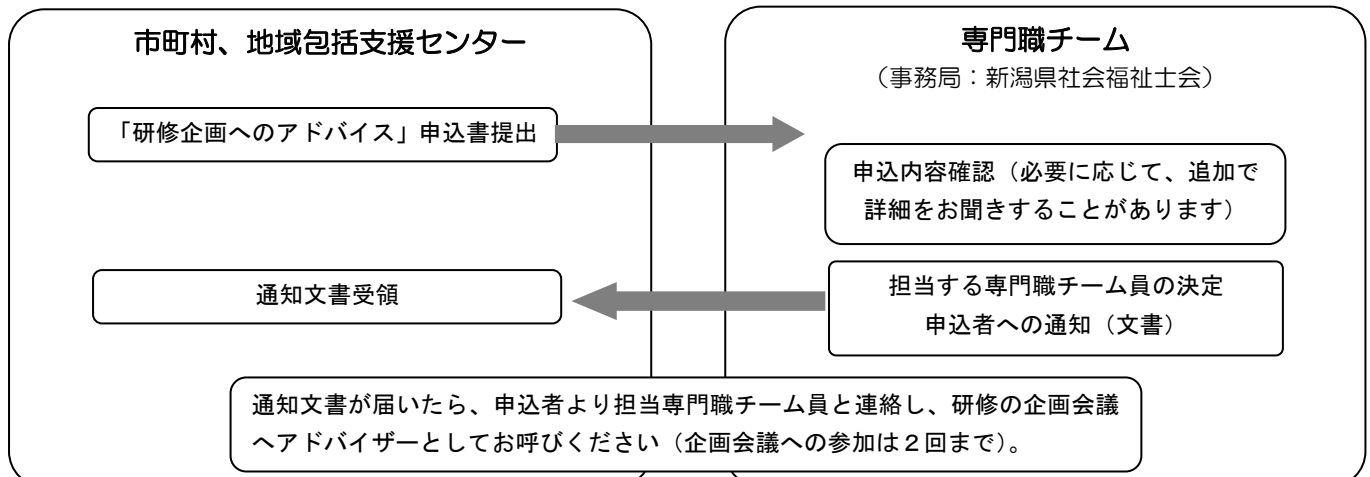 市町村、地域包括支援センター
専門職チーム
（事務局：新潟県社会福祉士会）
「研修企画へのアドバイス」申込書提出
申込内容確認（必要に応じて、追加で
詳細をお聞きすることがあります）
通知文書受領
担当する専門職チーム員の決定
申込者への通知（文書）
通知文書が届いたら、申込者より担当専門職チーム員と連絡し、研修の企画会議
へアドバイザーとしてお呼びください（企画会議への参加は２回まで）。